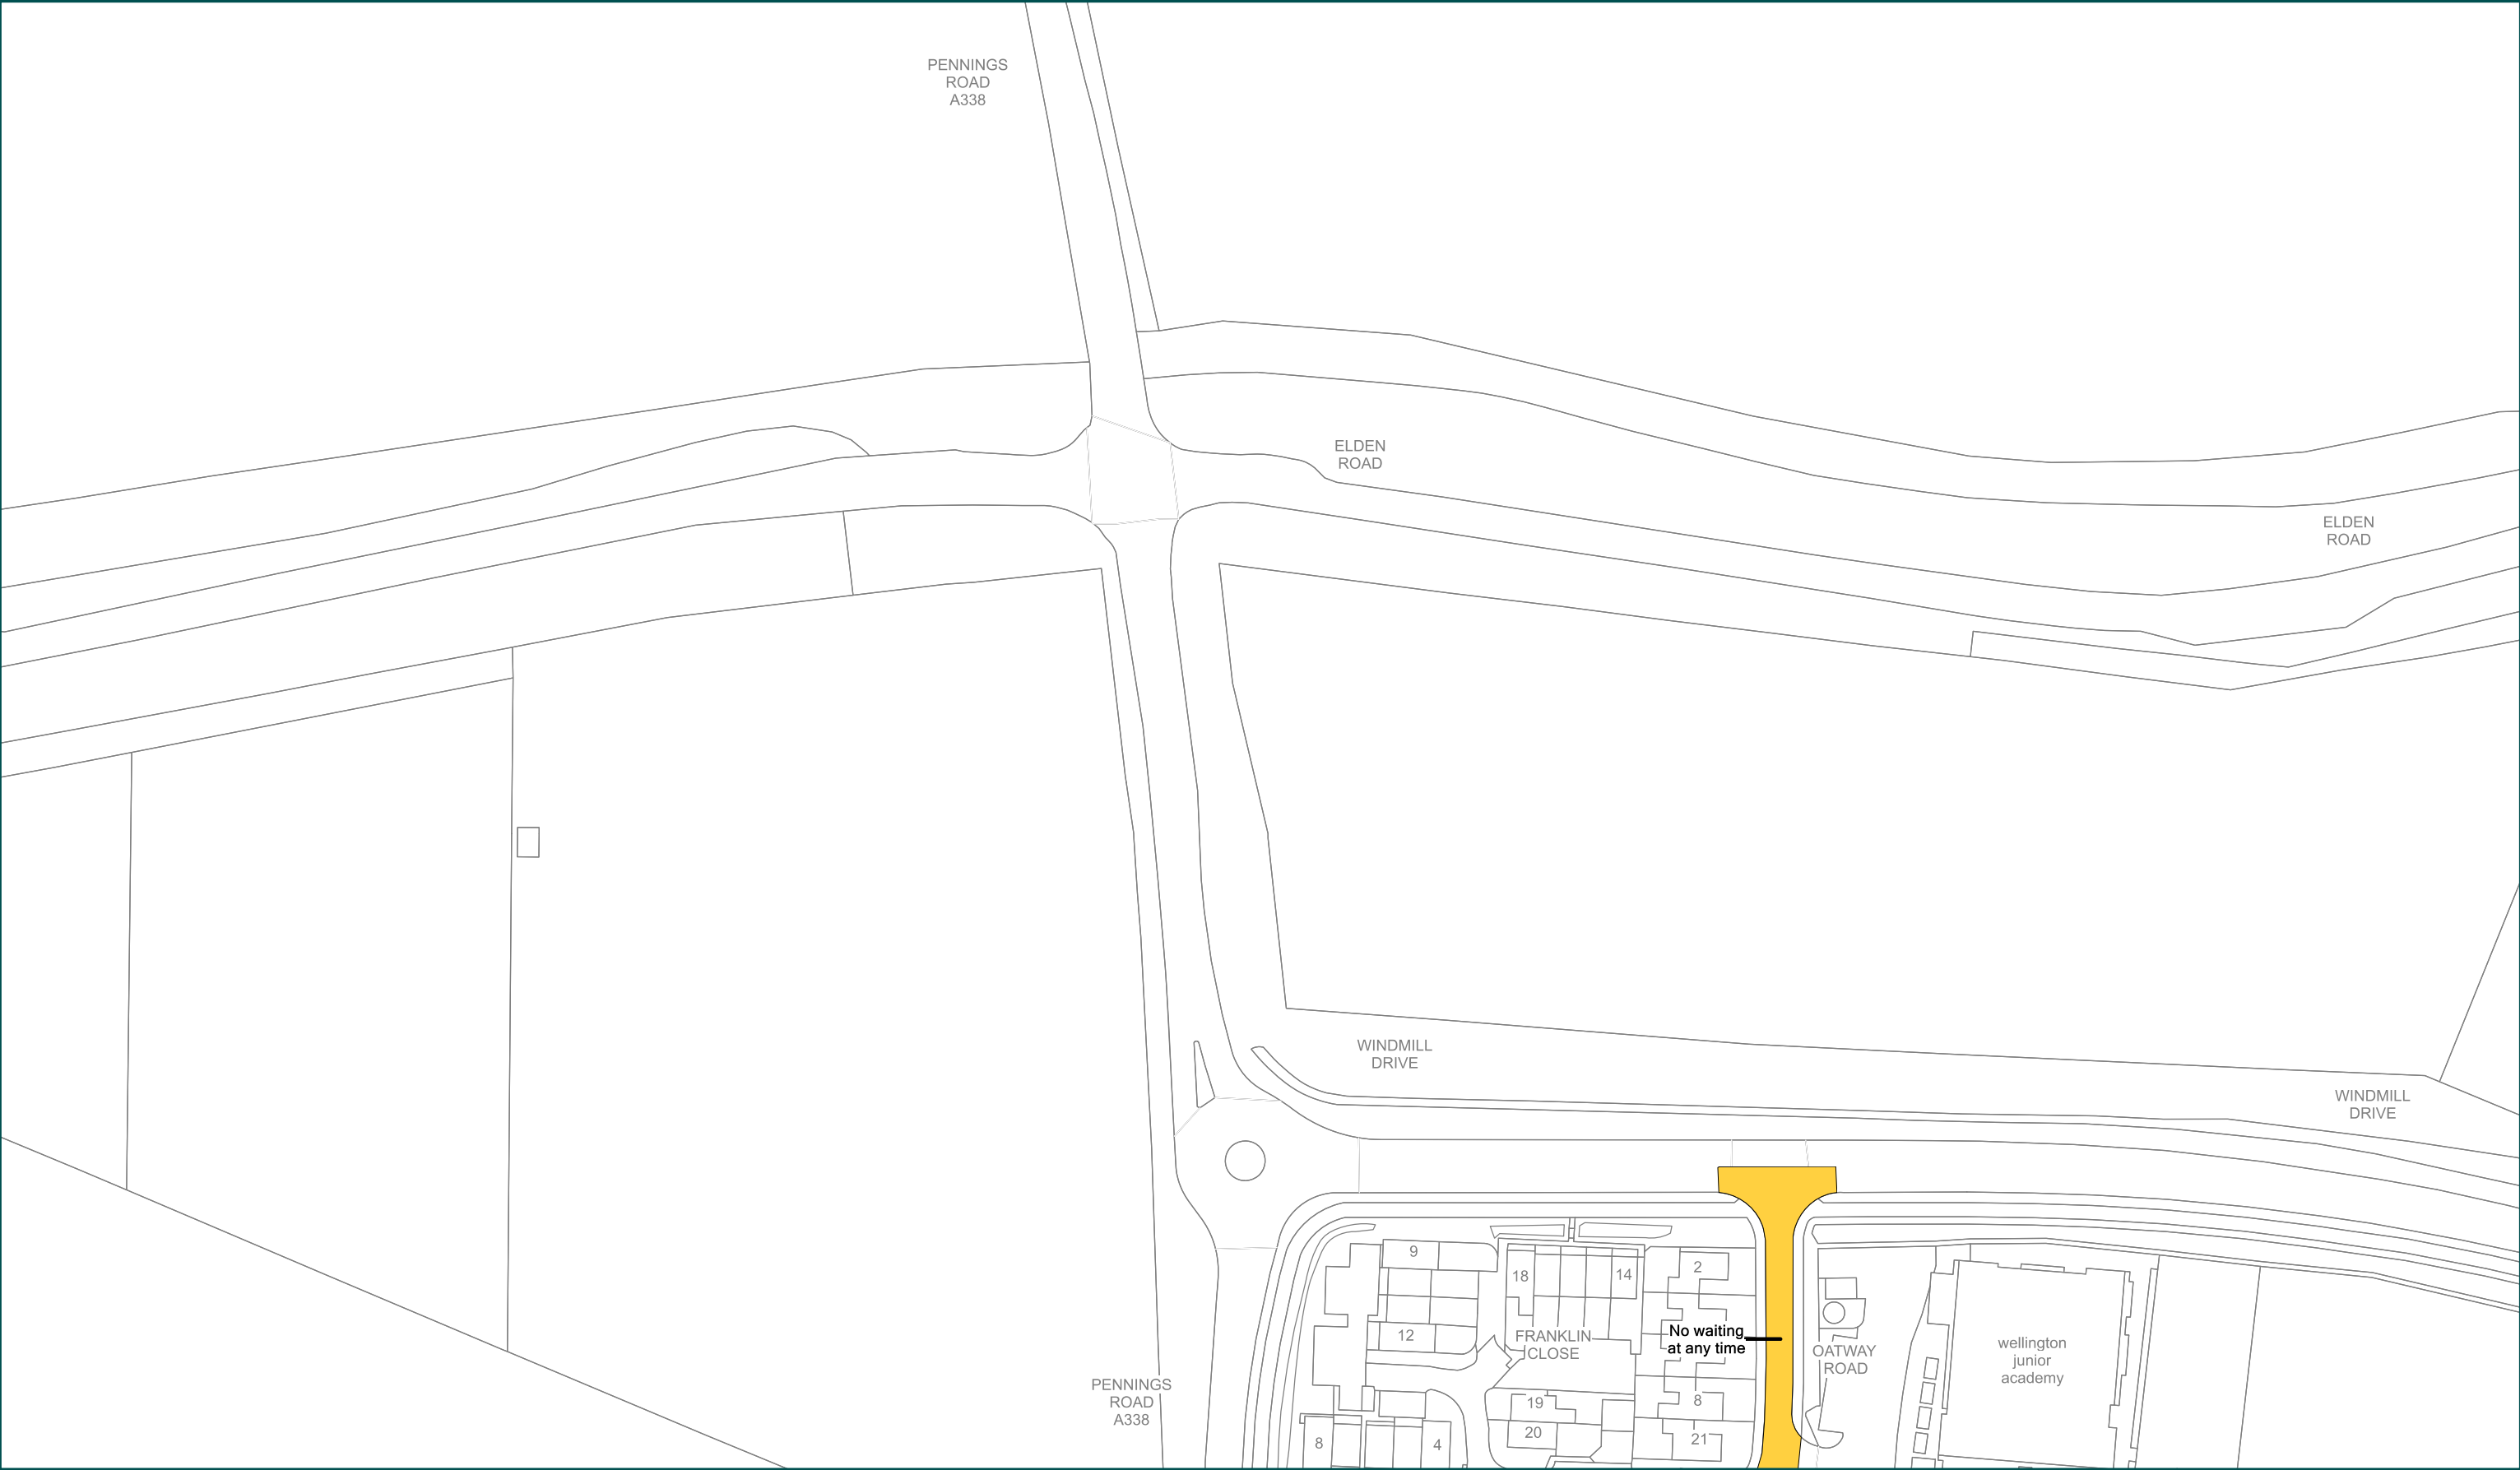 PENNINGS
ROAD
A338
ELDEN
ROAD
ELDEN
ROAD
WINDMILL
DRIVE
WINDMILL
DRIVE
9
18
14
2
12
FRANKLIN
CLOSE
No waiting
at any time
OATWAY
ROAD
wellington
junior
academy
PENNINGS
ROAD
A338
19
8
20
21
8
4